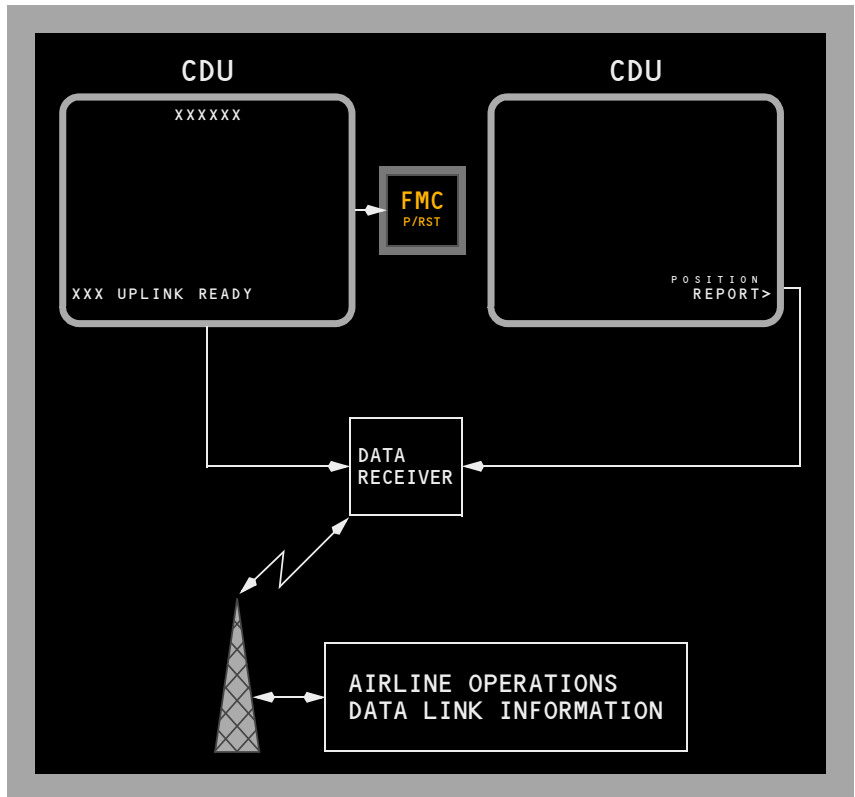 CDU
CDU
XXXXXX
FMC
P/RST
XXX UPLINK READY
POSITION
REPORT>
DATA
RECEIVER
AIRLINE OPERATIONS
DATA LINK INFORMATION